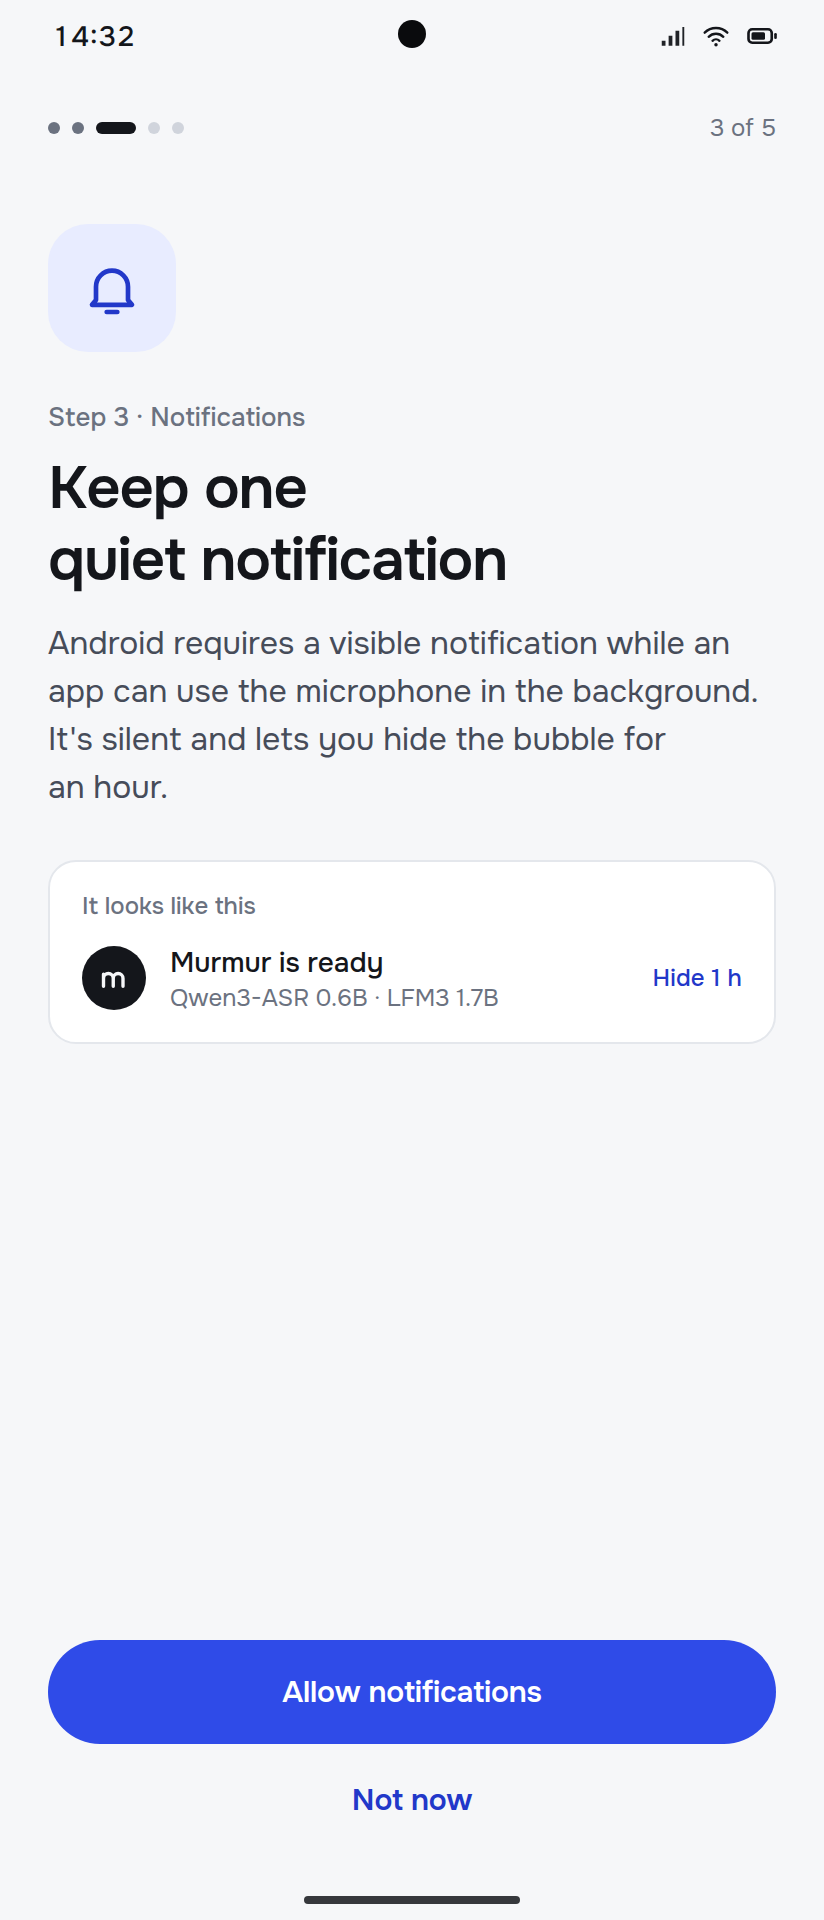 14:32
3 of 5
Step 3 · Notifications
Keep one
quiet notification
Android requires a visible notification while an
app can use the microphone in the background.
It's silent and lets you hide the bubble for
an hour.
It looks like this
m
Murmur is ready
Hide 1 h
Qwen3-ASR 0.6B · LFM3 1.7B
Allow notifications
Not now